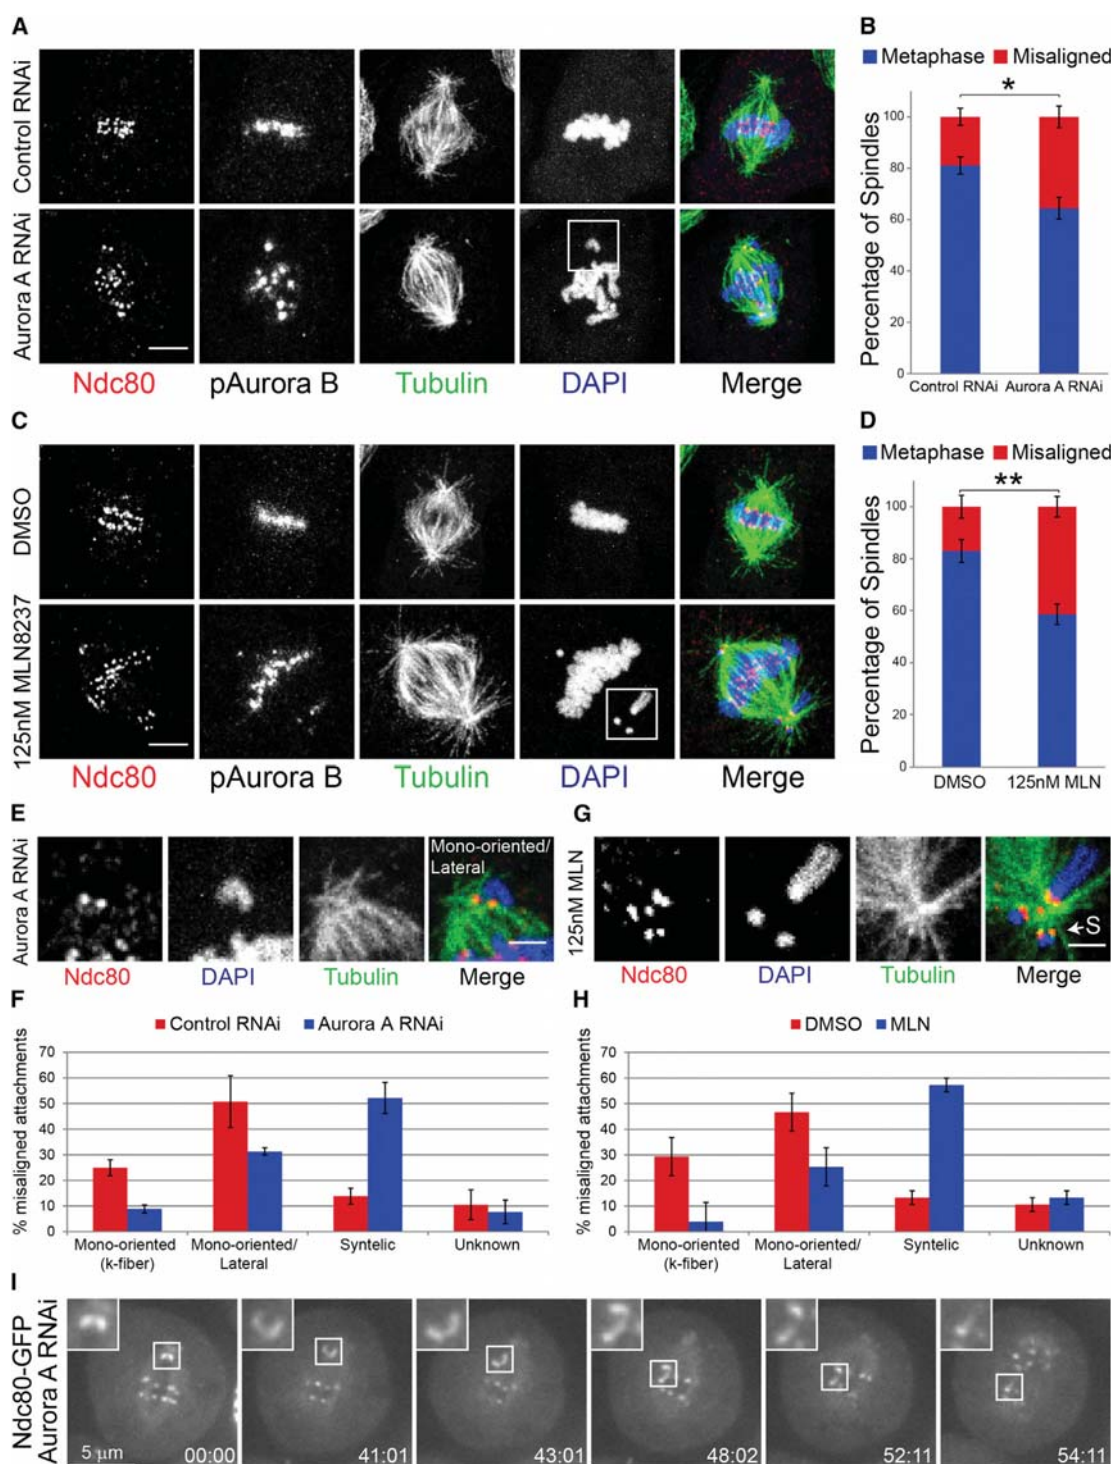 A
Control RNAi
Aurora A RNAi
Ndc80
pAurora B
Tubulin
DAPI
Merge
B
Metaphase Misaligned
*
Percentage of Spindles
100
80
60
40
20
0
Control RNAi Aurora A RNAi
C
DMSO
125nM MLN8237
Ndc80
pAurora B
Tubulin
DAPI
Merge
D
Metaphase Misaligned
**
Percentage of Spindles
100
80
60
40
20
0
DMSO 125nM MLN
E
Aurora A RNAi
Mono-oriented/
Lateral
Ndc80
DAPI
Tubulin
Merge
G
125nM MLN
S
Ndc80
DAPI
Tubulin
Merge
F
Control RNAi Aurora A RNAi
% misaligned attachments
70
60
50
40
30
20
10
0
Mono-oriented
(k-fiber)
Mono-oriented/
Lateral
Syntelic
Unknown
H
DMSO MLN
% misaligned attachments
70
60
50
40
30
20
10
0
Mono-oriented
(k-fiber)
Mono-oriented/
Lateral
Syntelic
Unknown
I
Ndc80-GFP
Aurora A RNAi
5 μm
00:00
41:01
43:01
48:02
52:11
54:11